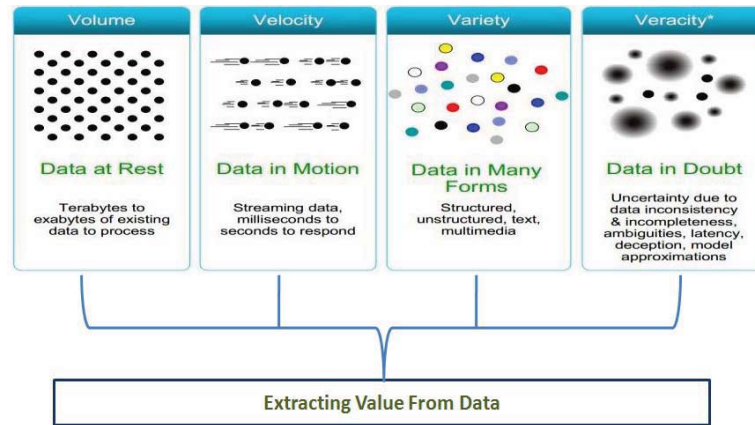 Volume
Data at Rest
Terabytes to
exabytes of existing
data to process
Velocity
Data in Motion
Streaming data,
milliseconds to
seconds to respond
Variety
Data in Many
Forms
Structured,
unstructured, text,
multimedia
Veracity*
Data in Doubt
Uncertainty due to
data inconsistency
& incompleteness,
ambiguities, latency,
deception, model
approximations
Extracting Value From Data